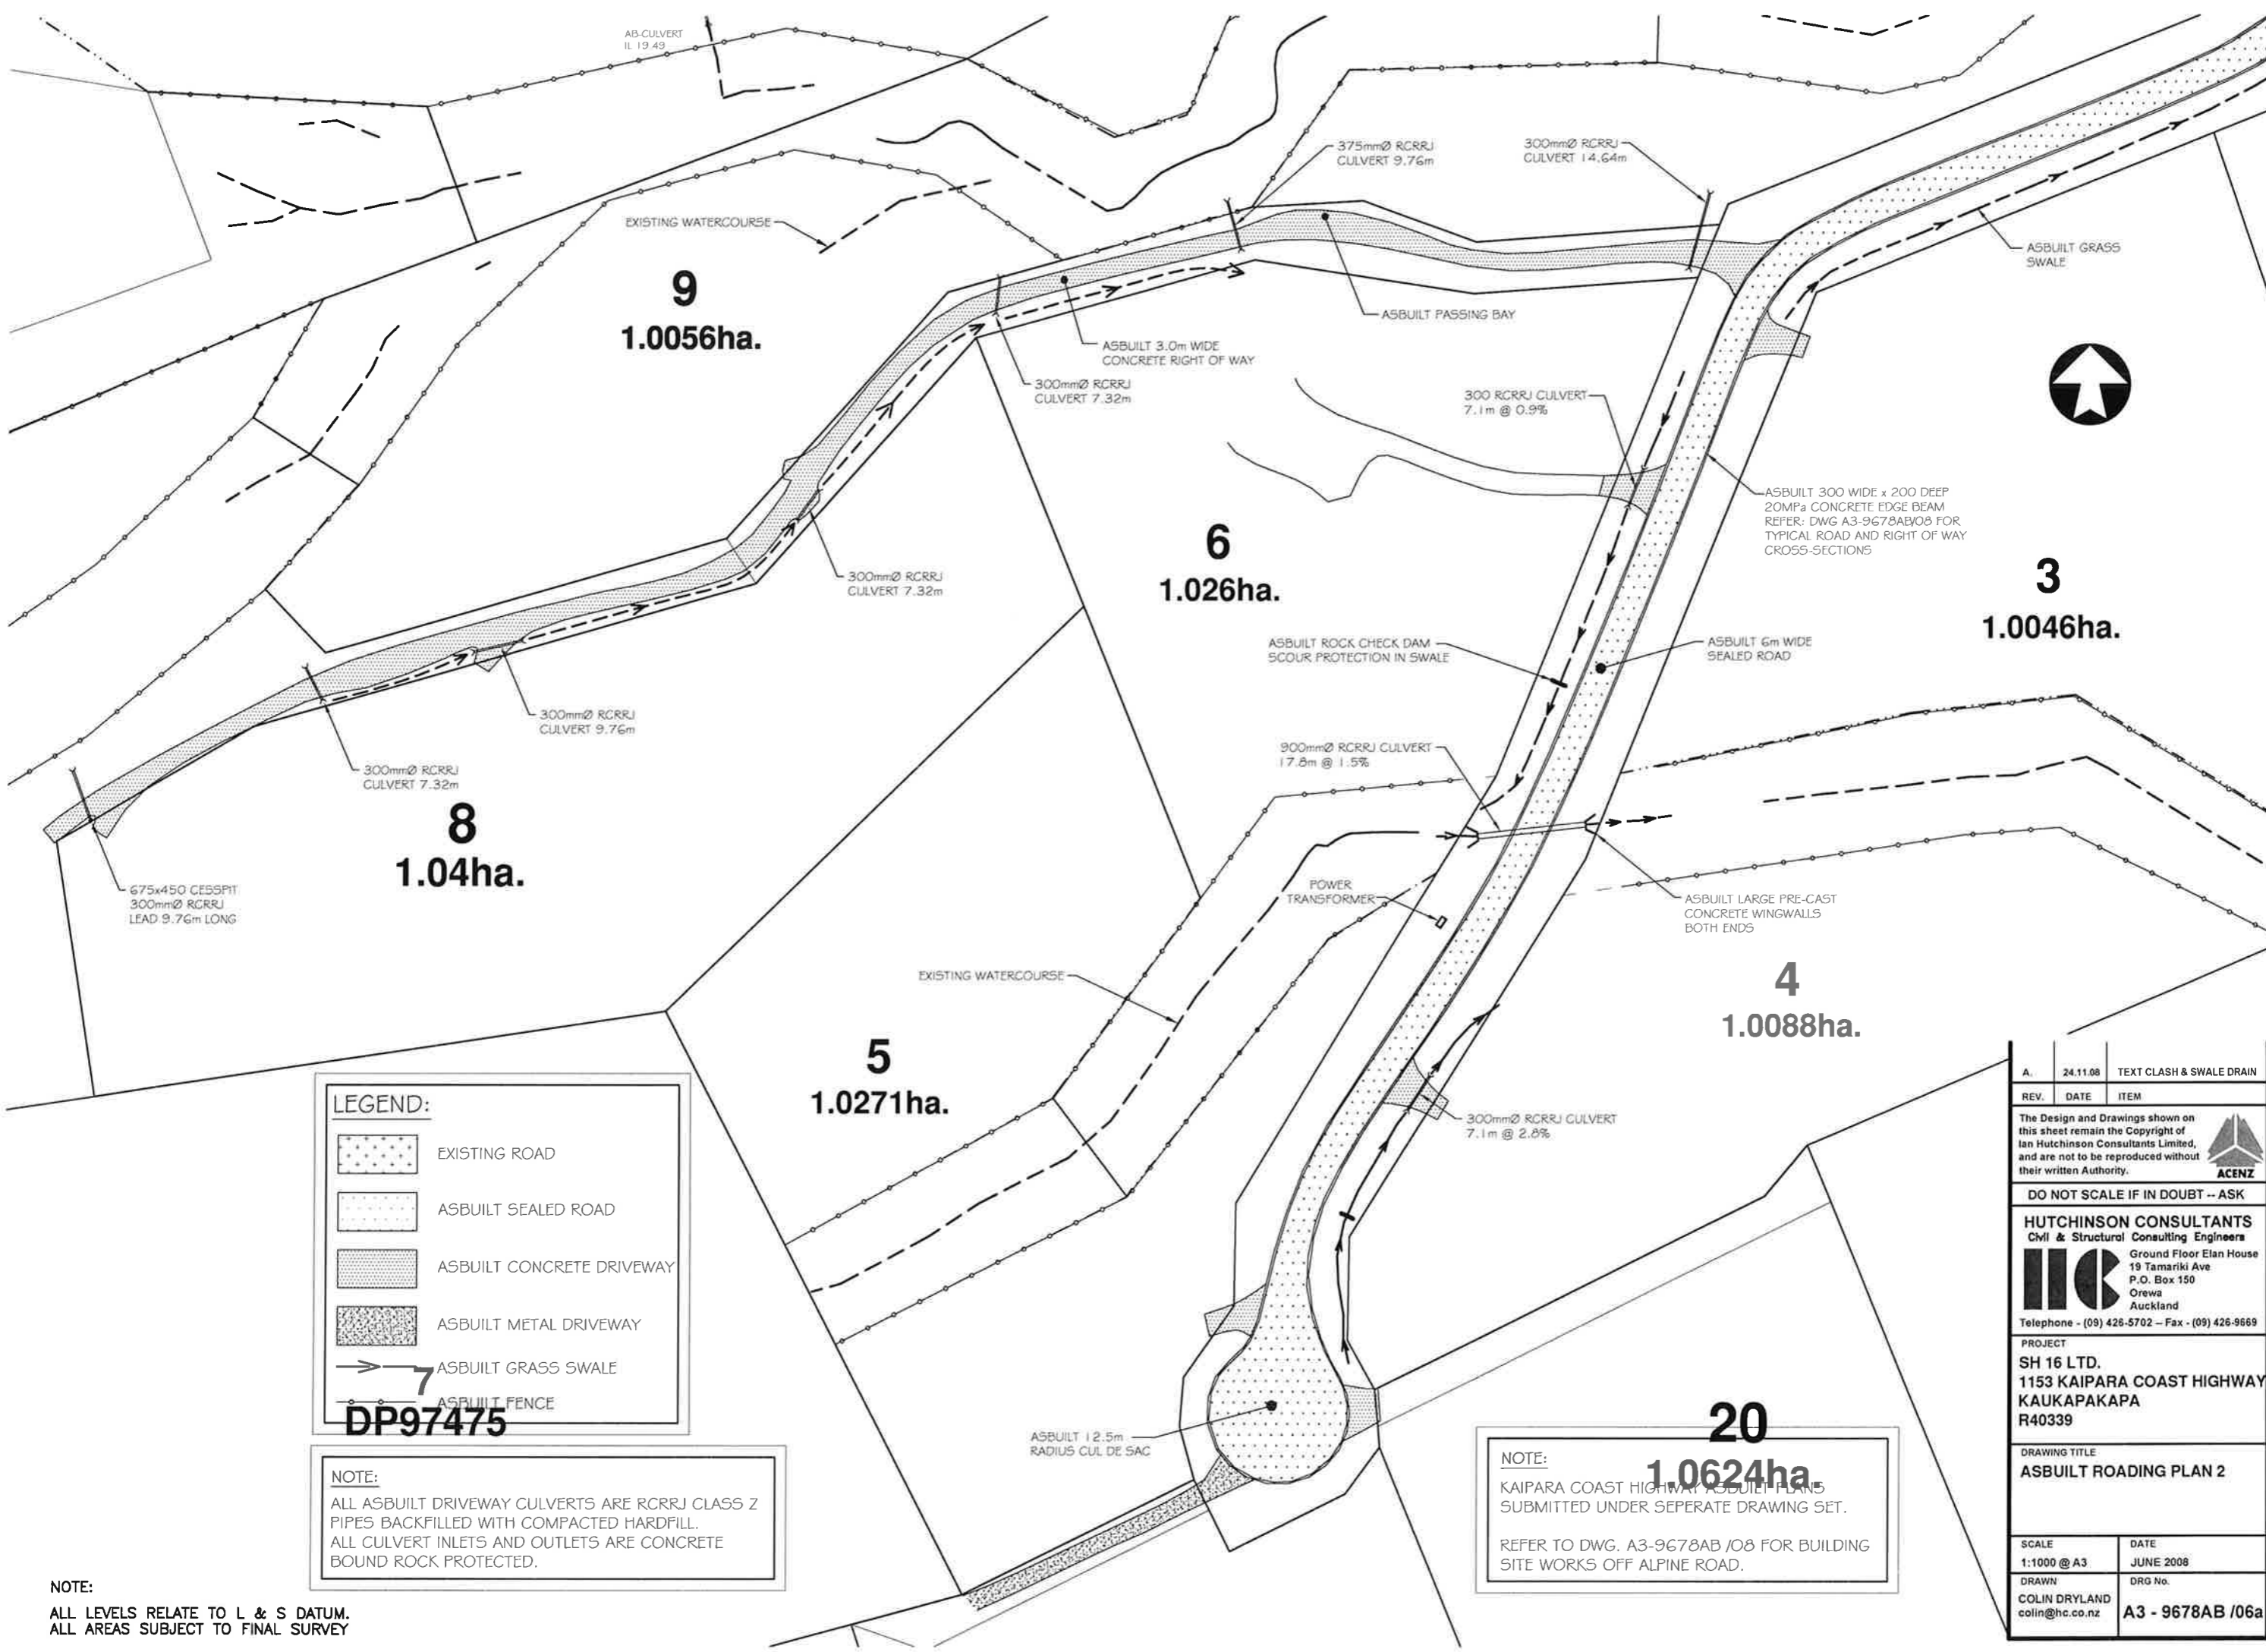 AB-CULVERT
IL 19.49
375mmØ RCRRJ
CULVERT 9.76m
300mmØ RCRRJ
CULVERT 14.64m
EXISTING WATERCOURSE
ASBUILT GRASS
SWALE
9
1.0056ha.
ASBUILT PASSING BAY
ASBUILT 3.0m WIDE
CONCRETE RIGHT OF WAY
300mmØ RCRRJ
CULVERT 7.32m
300 RCRRJ CULVERT
7.1m @ 0.9%
ASBUILT 300 WIDE x 200 DEEP
20MPa CONCRETE EDGE BEAM
REFER: DWG A3-9678AB/08 FOR
TYPICAL ROAD AND RIGHT OF WAY
CROSS-SECTIONS
6
1.026ha.
300mmØ RCRRJ
CULVERT 7.32m
3
1.0046ha.
ASBUILT ROCK CHECK DAM
SCOUR PROTECTION IN SWALE
ASBUILT 6m WIDE
SEALED ROAD
300mmØ RCRRJ
CULVERT 9.76m
900mmØ RCRRJ CULVERT
17.8m @ 1.5%
300mmØ RCRRJ
CULVERT 7.32m
8
1.04ha.
675x450 CESSPIT
300mmØ RCRRJ
LEAD 9.76m LONG
POWER
TRANSFORMER
ASBUILT LARGE PRE-CAST
CONCRETE WINGWALLS
BOTH ENDS
EXISTING WATERCOURSE
4
1.0088ha.
5
1.0271ha.
300mmØ RCRRJ CULVERT
7.1m @ 2.8%
LEGEND:
EXISTING ROAD
ASBUILT SEALED ROAD
ASBUILT CONCRETE DRIVEWAY
ASBUILT METAL DRIVEWAY
ASBUILT GRASS SWALE
7
ASBUILT FENCE
DP97475
ASBUILT 12.5m
RADIUS CUL DE SAC
NOTE:
ALL ASBUILT DRIVEWAY CULVERTS ARE RCRRJ CLASS Z
PIPES BACKFILLED WITH COMPACTED HARDFILL.
ALL CULVERT INLETS AND OUTLETS ARE CONCRETE
BOUND ROCK PROTECTED.
NOTE:
ALL LEVELS RELATE TO L & S DATUM.
ALL AREAS SUBJECT TO FINAL SURVEY
20
1.0624ha.
NOTE:
KAIPARA COAST HIGHWAY ASBUILT PLANS
SUBMITTED UNDER SEPERATE DRAWING SET.
REFER TO DWG. A3-9678AB /08 FOR BUILDING
SITE WORKS OFF ALPINE ROAD.
A. 24.11.08 TEXT CLASH & SWALE DRAIN
REV. DATE ITEM
The Design and Drawings shown on
this sheet remain the Copyright of
Ian Hutchinson Consultants Limited,
and are not to be reproduced without
their written Authority.
ACENZ
DO NOT SCALE IF IN DOUBT -- ASK
HUTCHINSON CONSULTANTS
Civil & Structural Consulting Engineers
Ground Floor Elan House
19 Tamariki Ave
P.O. Box 150
Orewa
Auckland
Telephone - (09) 426-5702 -- Fax - (09) 426-9669
PROJECT
SH 16 LTD.
1153 KAIPARA COAST HIGHWAY
KAUKAPAKAPA
R40339
DRAWING TITLE
ASBUILT ROADING PLAN 2
SCALE DATE
1:1000 @ A3 JUNE 2008
DRAWN DRG No.
COLIN DRYLAND
colin@hc.co.nz
A3 - 9678AB /06a